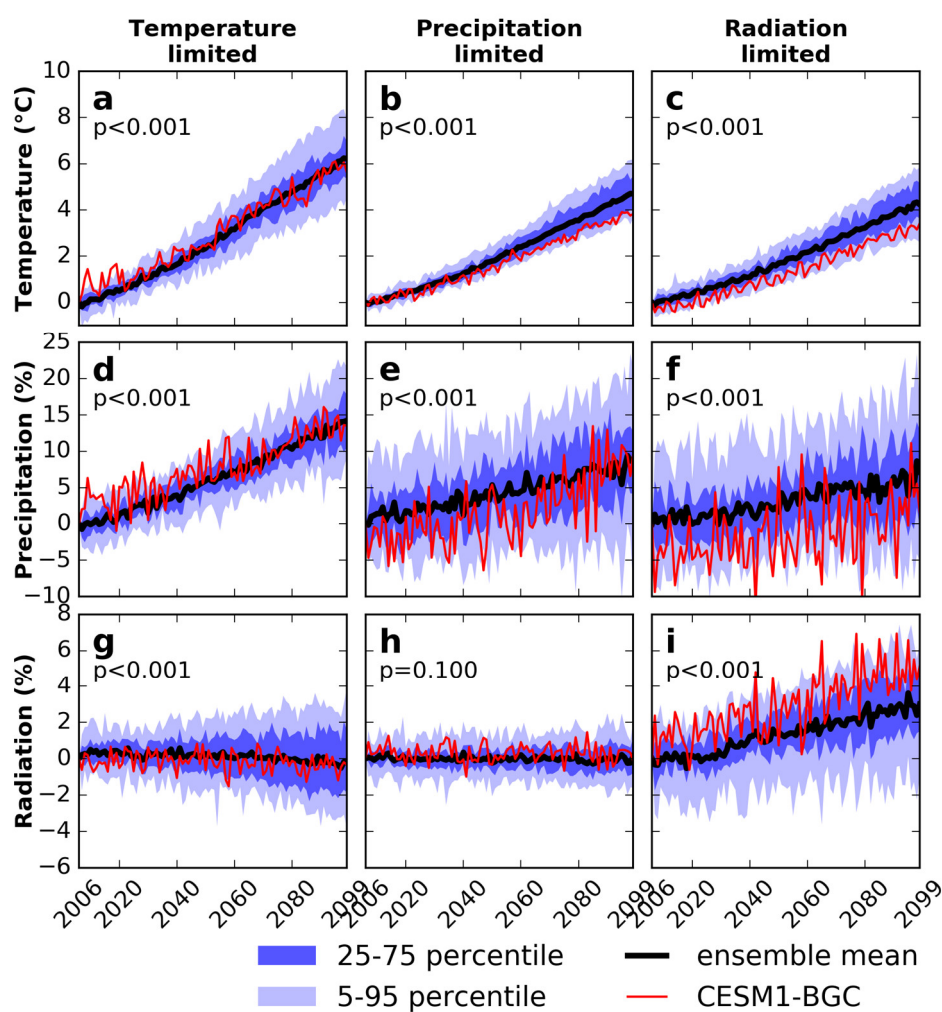 Temperature
limited
Precipitation
limited
Radiation
limited
Temperature (°C)
10
8
6
4
2
0
a
p<0.001
b
p<0.001
c
p<0.001
Precipitation (%)
25
20
15
10
5
0
−5
−10
d
p<0.001
e
p<0.001
f
p<0.001
Radiation (%)
8
6
4
2
0
−2
−4
−6
g
p<0.001
h
p=0.100
i
p<0.001
2006
2020
2040
2060
2080
2099
2006
2020
2040
2060
2080
2099
2006
2020
2040
2060
2080
2099
25-75 percentile
ensemble mean
5-95 percentile
CESM1-BGC